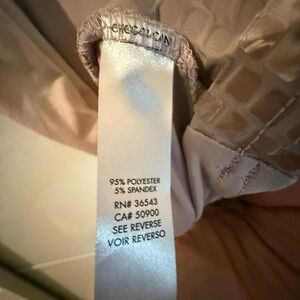 95% POLYESTER
5% SPANDEX
RN# 36543
CA# 50900
SEE REVERSE
VOIR REVERSO